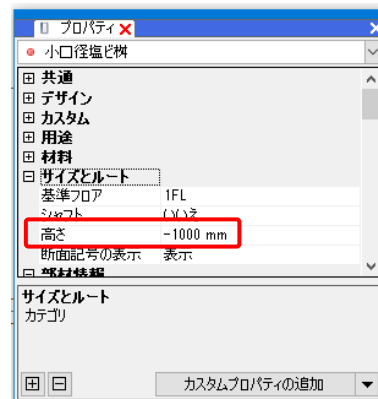 プロパティ
小口径塩ビ桝
共通
デザイン
カスタム
用途
材料
サイズとルート
基準フロア 1FL
シャフト いいえ
高さ -1000 mm
断面記号の表示 表示
部材情報
サイズとルート
カテゴリ
カスタムプロパティの追加